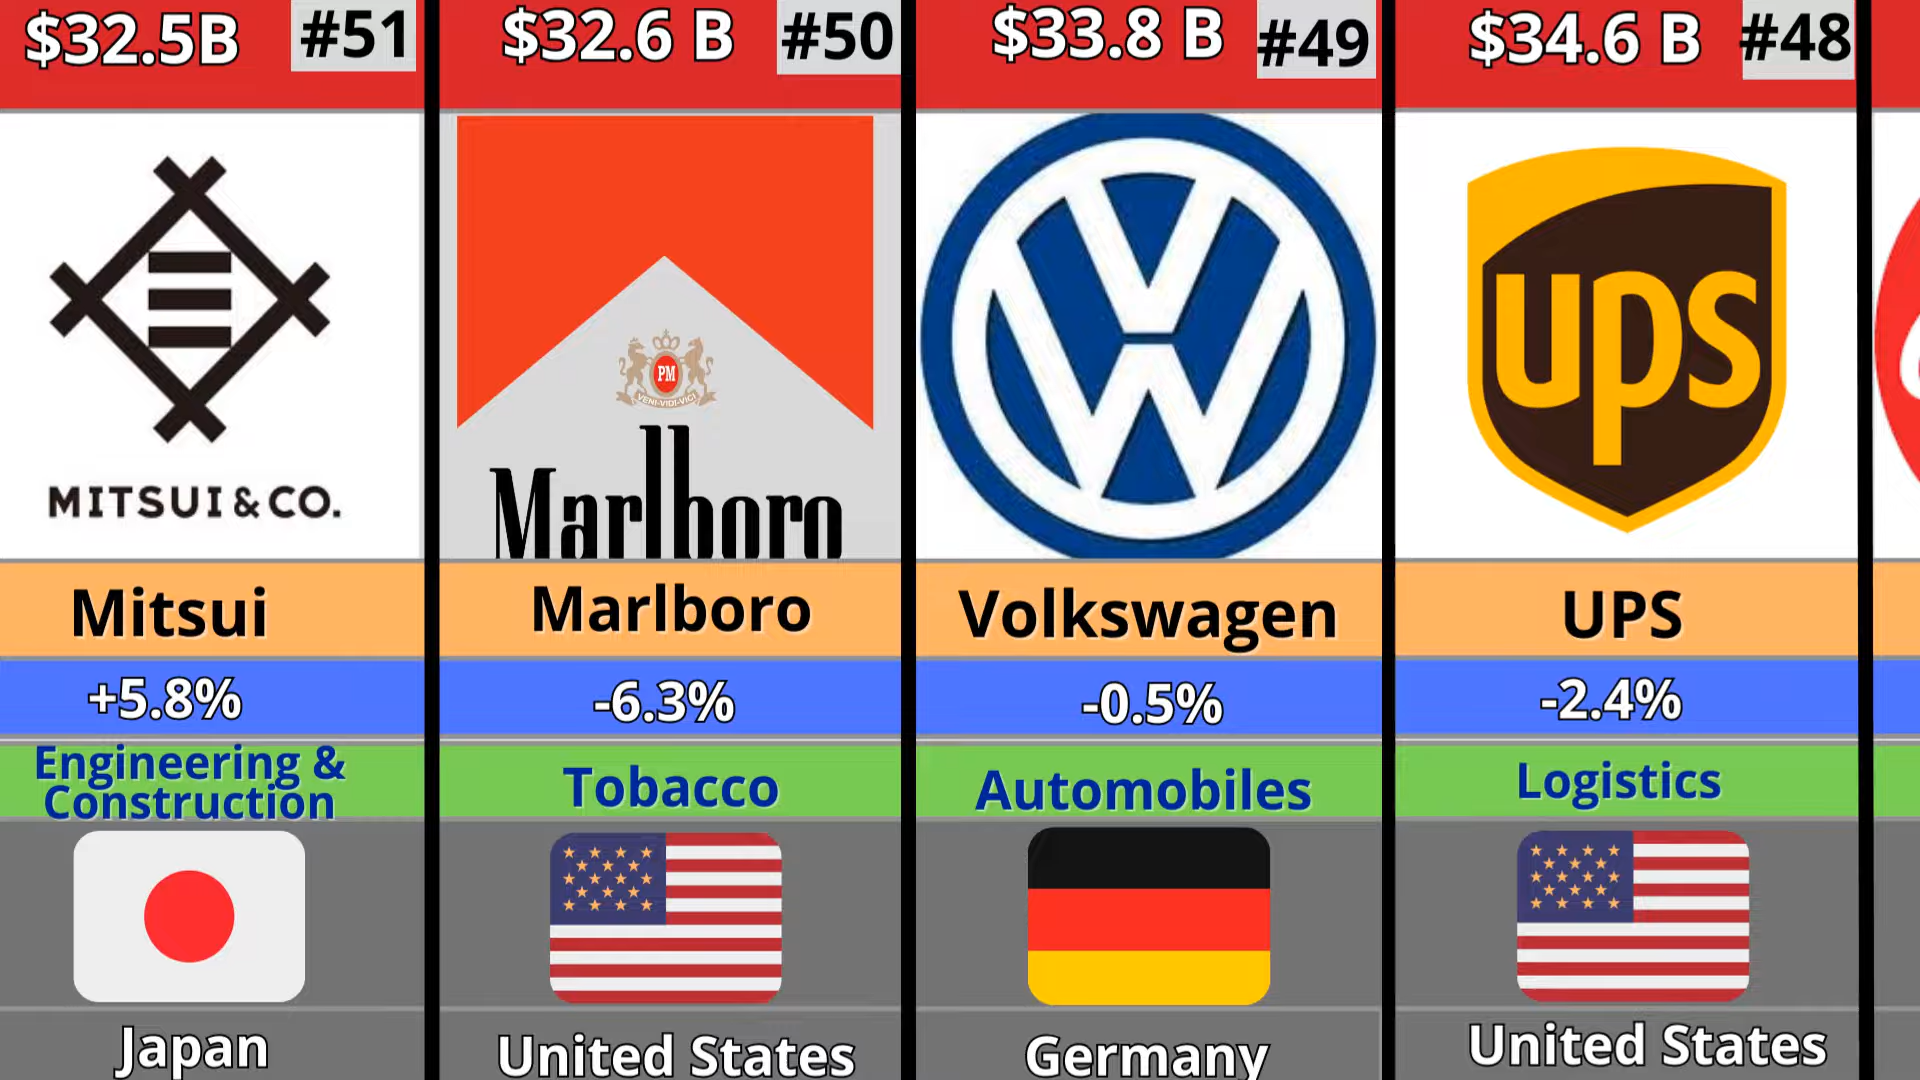 $32.5B
#51
MITSUI & CO.
Mitsui
+5.8%
Engineering &
Construction
Japan
$32.6 B
#50
PM
VENI·VIDI·VICI
Marlboro
Marlboro
-6.3%
Tobacco
United States
$33.8 B
#49
VW
Volkswagen
-0.5%
Automobiles
Germany
$34.6 B
#48
ups
UPS
-2.4%
Logistics
United States